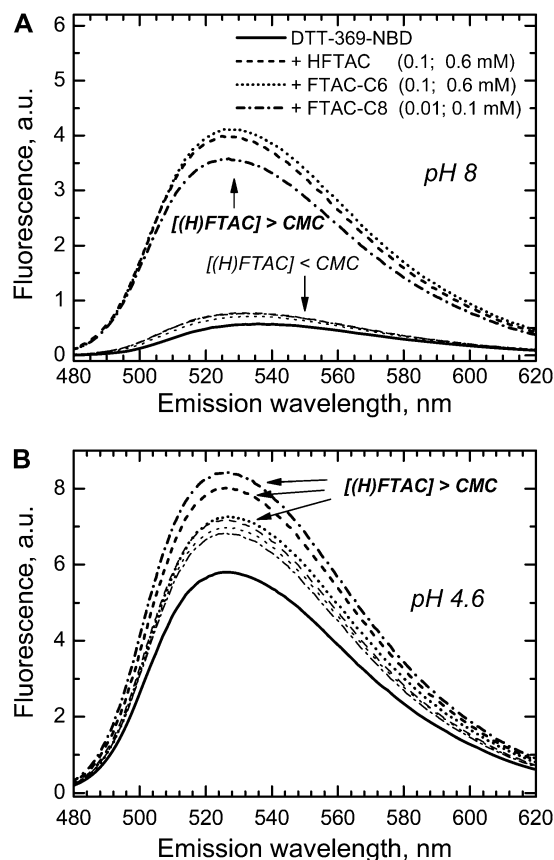 A
6
5
4
3
2
1
0
Fluorescence, a.u.
DTT-369-NBD
+ HFTAC (0.1; 0.6 mM)
+ FTAC-C6 (0.1; 0.6 mM)
+ FTAC-C8 (0.01; 0.1 mM)
pH 8
[(H)FTAC] > CMC
[(H)FTAC] < CMC
480 500 520 540 560 580 600 620
Emission wavelength, nm
B
8
6
4
2
0
Fluorescence, a.u.
[(H)FTAC] > CMC
pH 4.6
480 500 520 540 560 580 600 620
Emission wavelength, nm